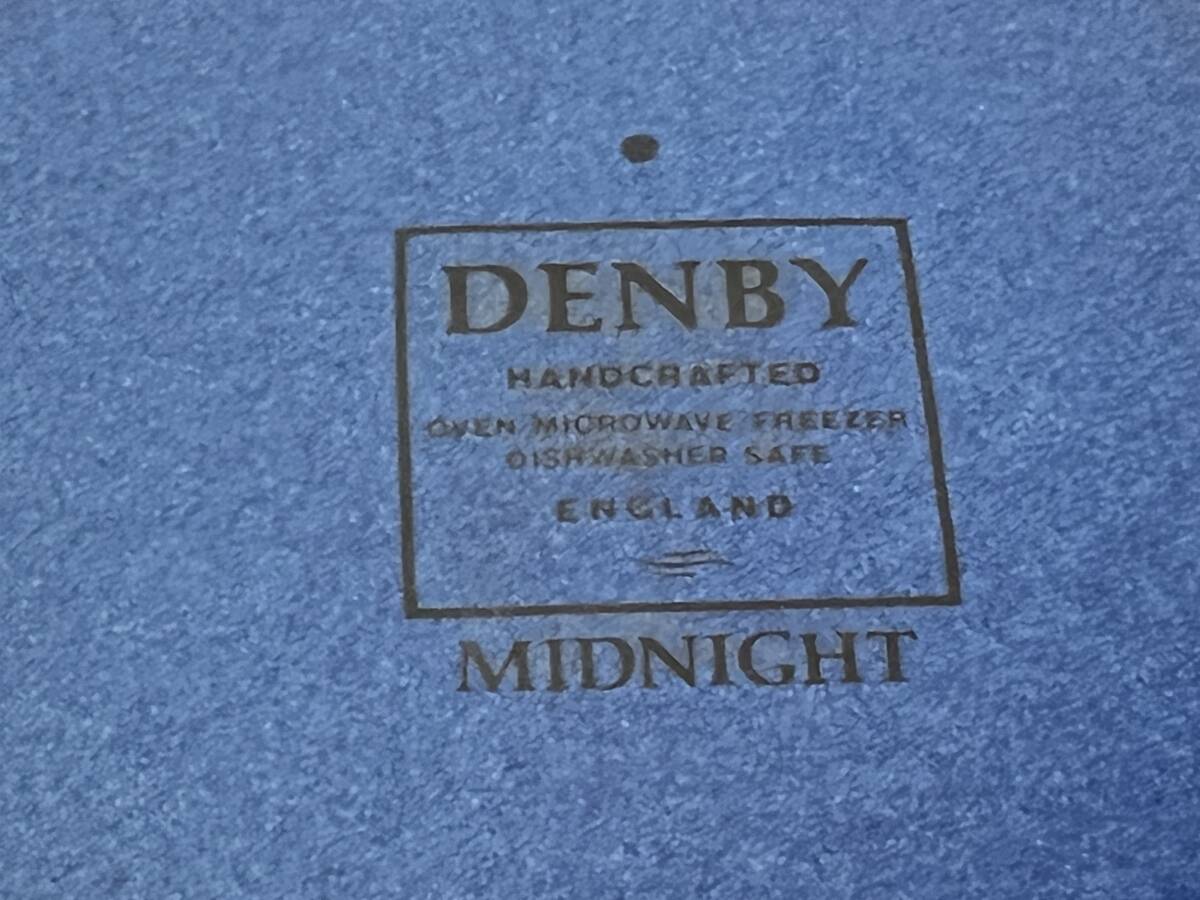 DENBY
HANDCRAFTED
OVEN MICROWAVE FREEZER
DISHWASHER SAFE
ENGLAND
MIDNIGHT